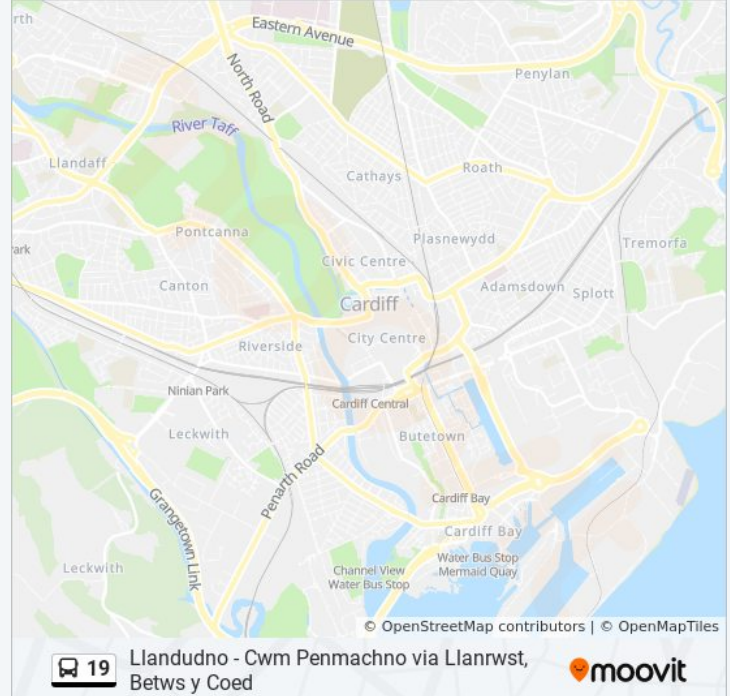 rth
Eastern Avenue
Penylan
North Road
River Taff
Llandaff
Roath
Cathays
Pontcanna
Plasnewydd
ark
Civic Centre
Tremorfa
Canton
Adamsdown
Splott
Cardiff
City Centre
Riverside
Ninian Park
Cardiff Central
Leckwith
Butetown
Penarth Road
Grangetown Link
Cardiff Bay
Cardiff Bay
Water Bus Stop
Mermaid Quay
Channel View
Water Bus Stop
Leckwith
© OpenStreetMap contributors | © OpenMapTiles
19
Llandudno - Cwm Penmachno via Llanrwst,
Betws y Coed
moovit